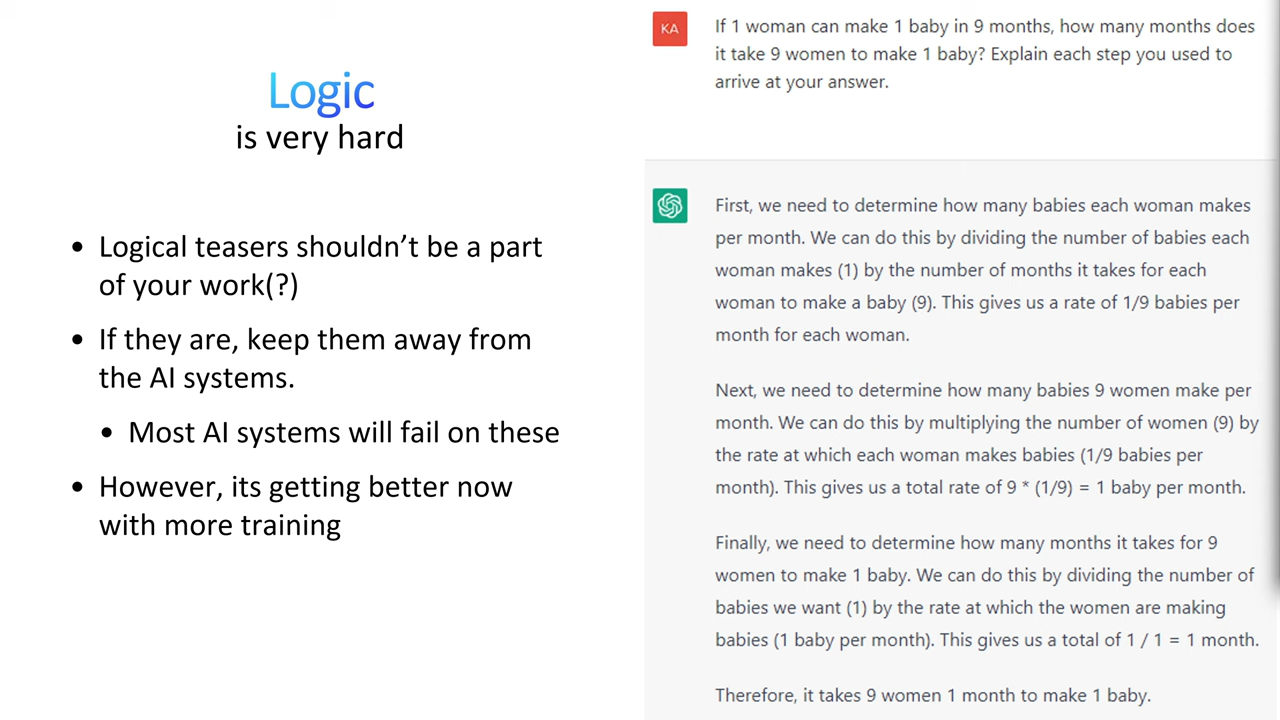 Logic
is very hard
• Logical teasers shouldn’t be a part
of your work(?)
• If they are, keep them away from
the AI systems.
• Most AI systems will fail on these
• However, its getting better now
with more training
KA
If 1 woman can make 1 baby in 9 months, how many months does
it take 9 women to make 1 baby? Explain each step you used to
arrive at your answer.
First, we need to determine how many babies each woman makes
per month. We can do this by dividing the number of babies each
woman makes (1) by the number of months it takes for each
woman to make a baby (9). This gives us a rate of 1/9 babies per
month for each woman.
Next, we need to determine how many babies 9 women make per
month. We can do this by multiplying the number of women (9) by
the rate at which each woman makes babies (1/9 babies per
month). This gives us a total rate of 9 * (1/9) = 1 baby per month.
Finally, we need to determine how many months it takes for 9
women to make 1 baby. We can do this by dividing the number of
babies we want (1) by the rate at which the women are making
babies (1 baby per month). This gives us a total of 1 / 1 = 1 month.
Therefore, it takes 9 women 1 month to make 1 baby.